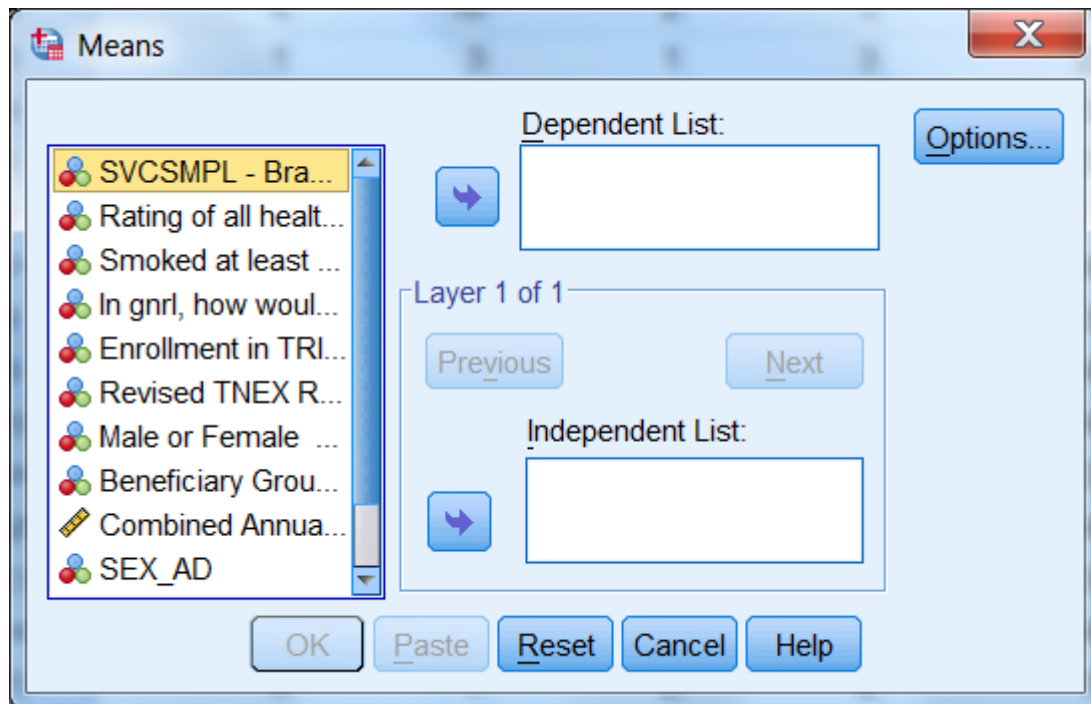 Means
X
SVCSMPL - Bra...
Rating of all healt...
Smoked at least ...
In gnrl, how woul...
Enrollment in TRI...
Revised TNEX R...
Male or Female ...
Beneficiary Grou...
Combined Annua...
SEX_AD
Dependent List:
Options...
Layer 1 of 1
Previous
Next
Independent List:
OK
Paste
Reset
Cancel
Help